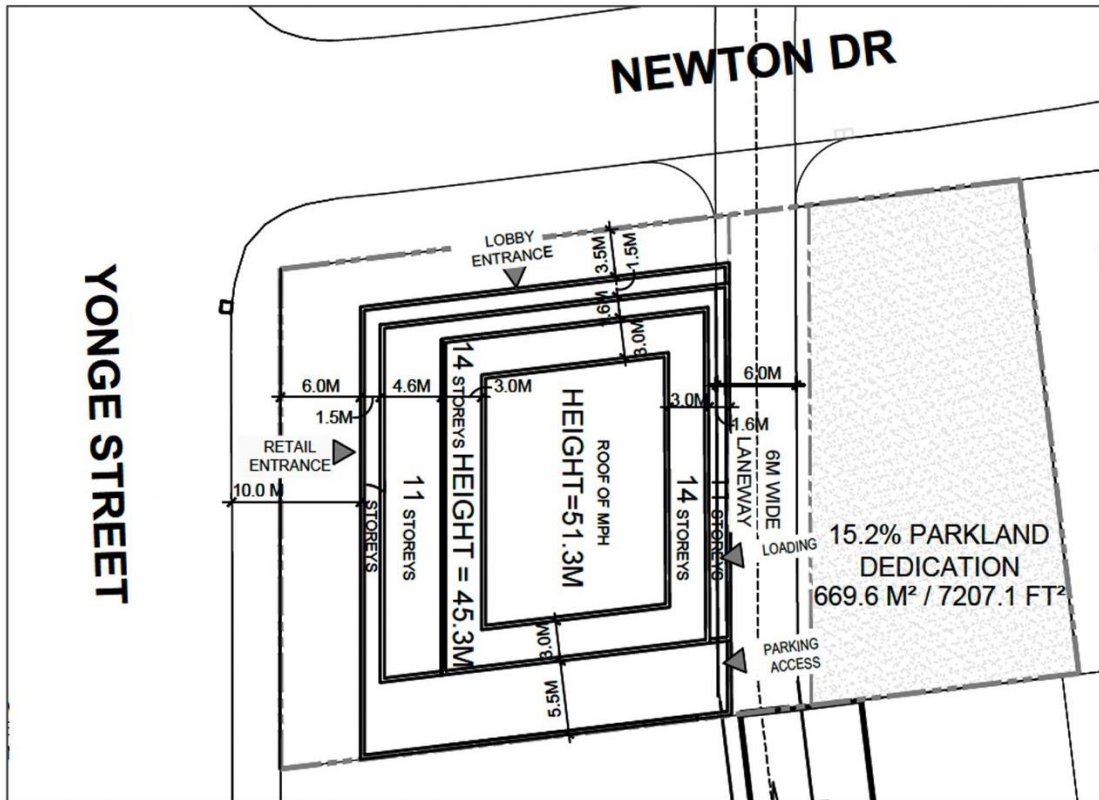 NEWTON DR
YONGE STREET
LOBBY
ENTRANCE
3.5M
1.5M
3.0M
6.0M
4.6M
3.0M
1.5M
RETAIL
ENTRANCE
10.0 M
STOREYS
11 STOREYS
14 STOREYS HEIGHT = 45.3M
ROOF OF MPH
HEIGHT=51.3M
3.0M
6.0M
1.6M
14 STOREYS
STOREYS
6M WIDE
LANEWAY
LOADING
PARKING
ACCESS
3.0M
5.5M
15.2% PARKLAND
DEDICATION
669.6 M² / 7207.1 FT²